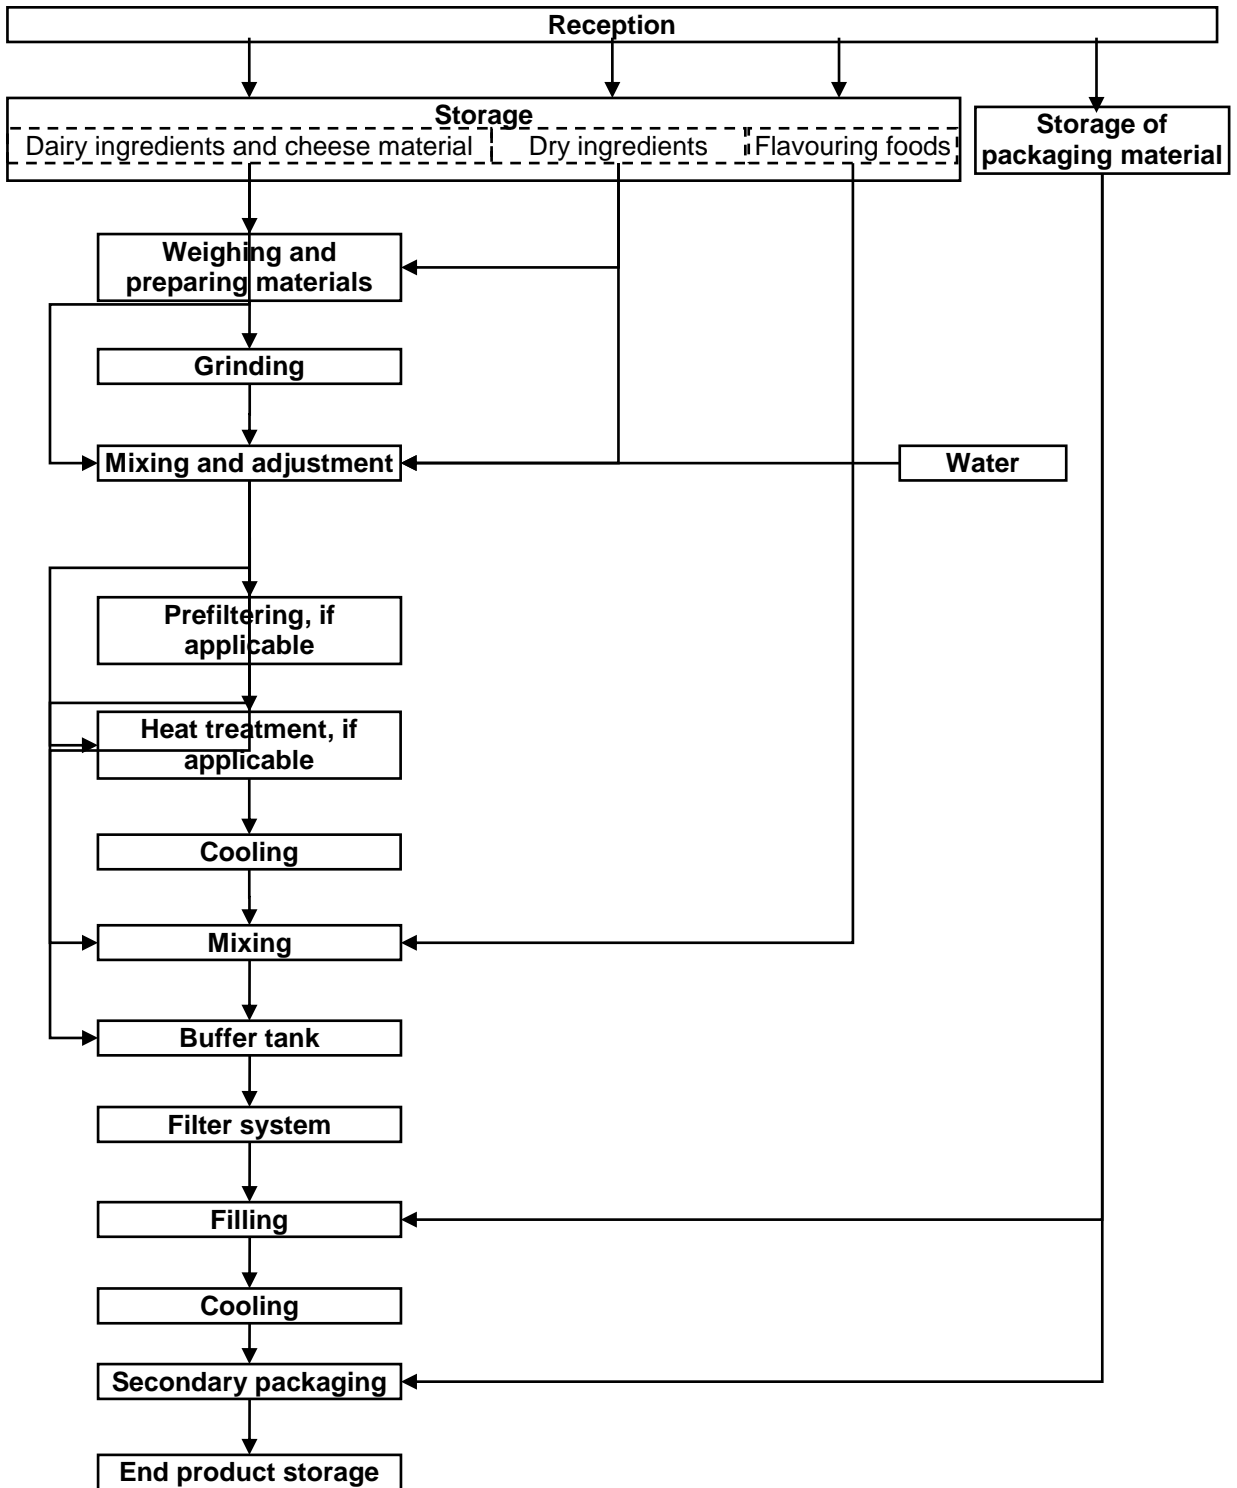 Reception
Storage
Dairy ingredients and cheese material
Dry ingredients
Flavouring foods
Storage of
packaging material
Weighing and
preparing materials
Grinding
Mixing and adjustment
Water
Prefiltering, if
applicable
Heat treatment, if
applicable
Cooling
Mixing
Buffer tank
Filter system
Filling
Cooling
Secondary packaging
End product storage